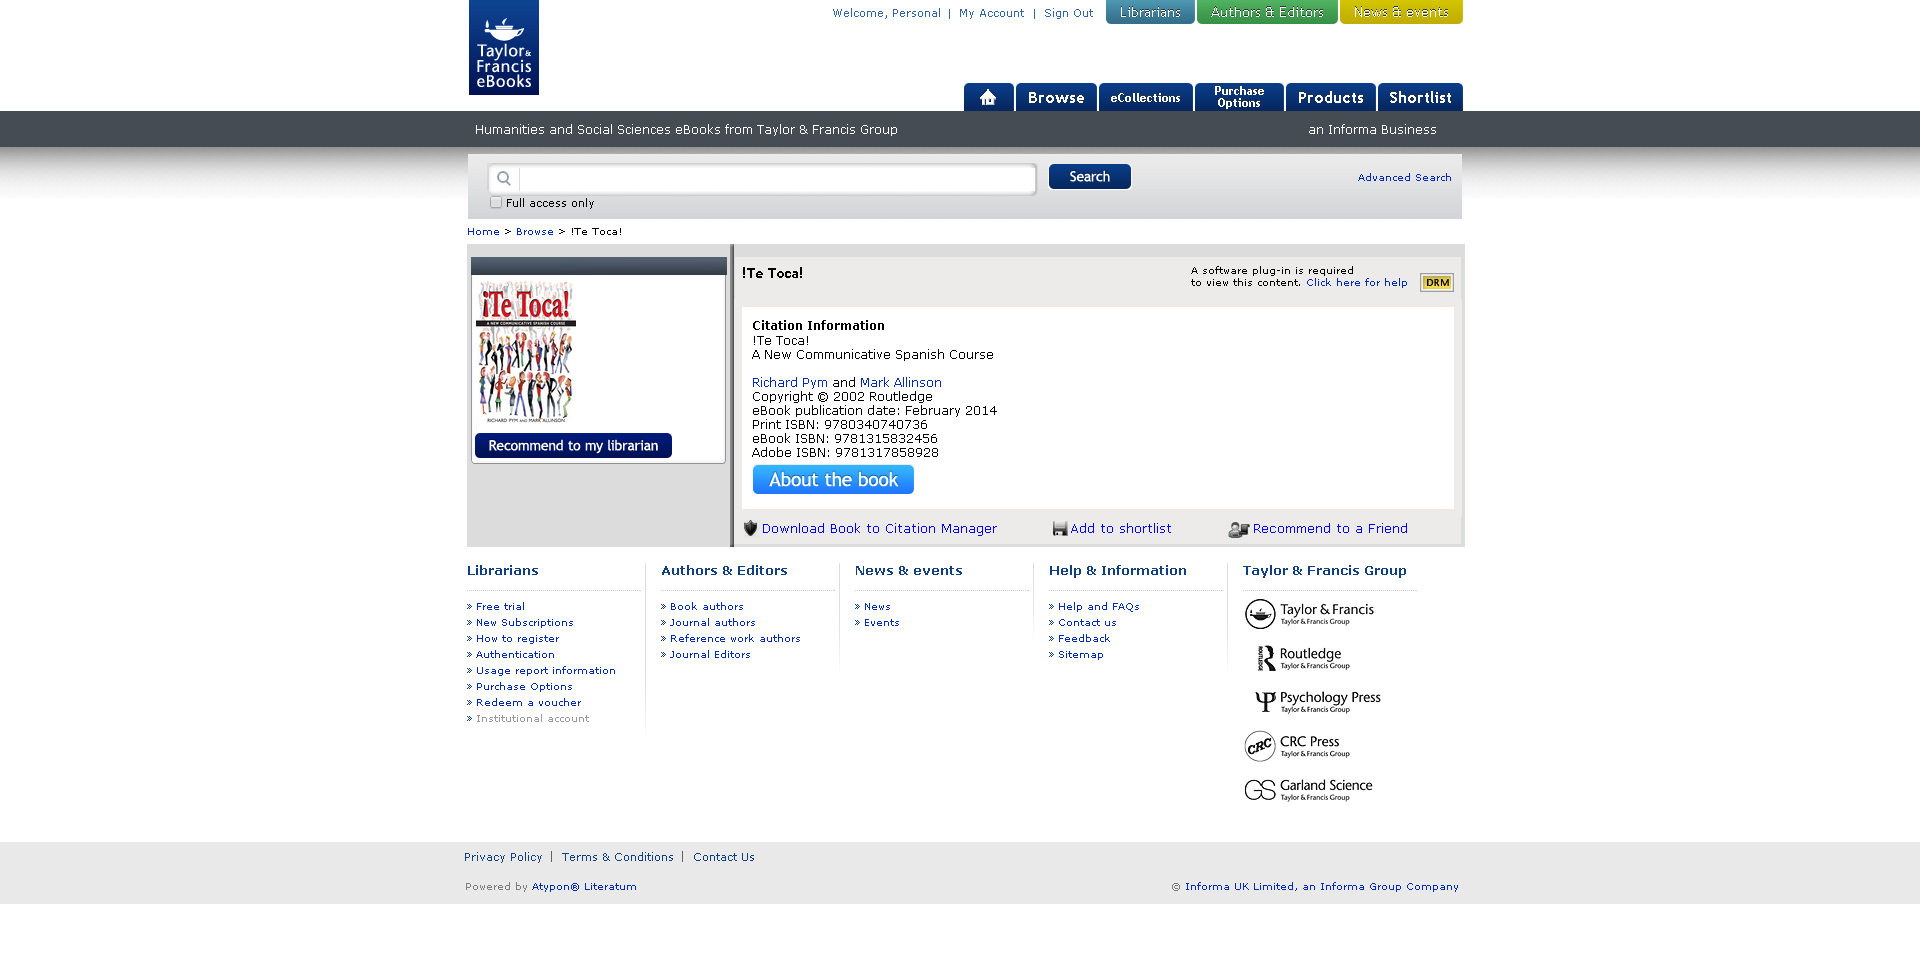 Welcome, Personal | My Account | Sign Out
Librarians
Authors & Editors
News & events
Taylor & Francis eBooks
Browse
eCollections
Purchase Options
Products
Shortlist
Humanities and Social Sciences eBooks from Taylor & Francis Group
an Informa Business
Search
Advanced Search
Full access only
Home > Browse > !Te Toca!
¡Te Toca!
A NEW COMMUNICATIVE SPANISH COURSE
RICHARD PYM AND MARK ALLINSON
Recommend to my librarian
!Te Toca!
A software plug-in is required
to view this content. Click here for help
DRM
Citation Information
!Te Toca!
A New Communicative Spanish Course
Richard Pym and Mark Allinson
Copyright © 2002 Routledge
eBook publication date: February 2014
Print ISBN: 9780340740736
eBook ISBN: 9781315832456
Adobe ISBN: 9781317858928
About the book
Download Book to Citation Manager
Add to shortlist
Recommend to a Friend
Librarians
» Free trial
» New Subscriptions
» How to register
» Authentication
» Usage report information
» Purchase Options
» Redeem a voucher
» Institutional account
Authors & Editors
» Book authors
» Journal authors
» Reference work authors
» Journal Editors
News & events
» News
» Events
Help & Information
» Help and FAQs
» Contact us
» Feedback
» Sitemap
Taylor & Francis Group
Taylor & Francis
Taylor & Francis Group
ROUTLEDGE
Routledge
Taylor & Francis Group
Psychology Press
Taylor & Francis Group
CRC
CRC Press
Taylor & Francis Group
GS
Garland Science
Taylor & Francis Group
Privacy Policy | Terms & Conditions | Contact Us
Powered by Atypon® Literatum
© Informa UK Limited, an Informa Group Company